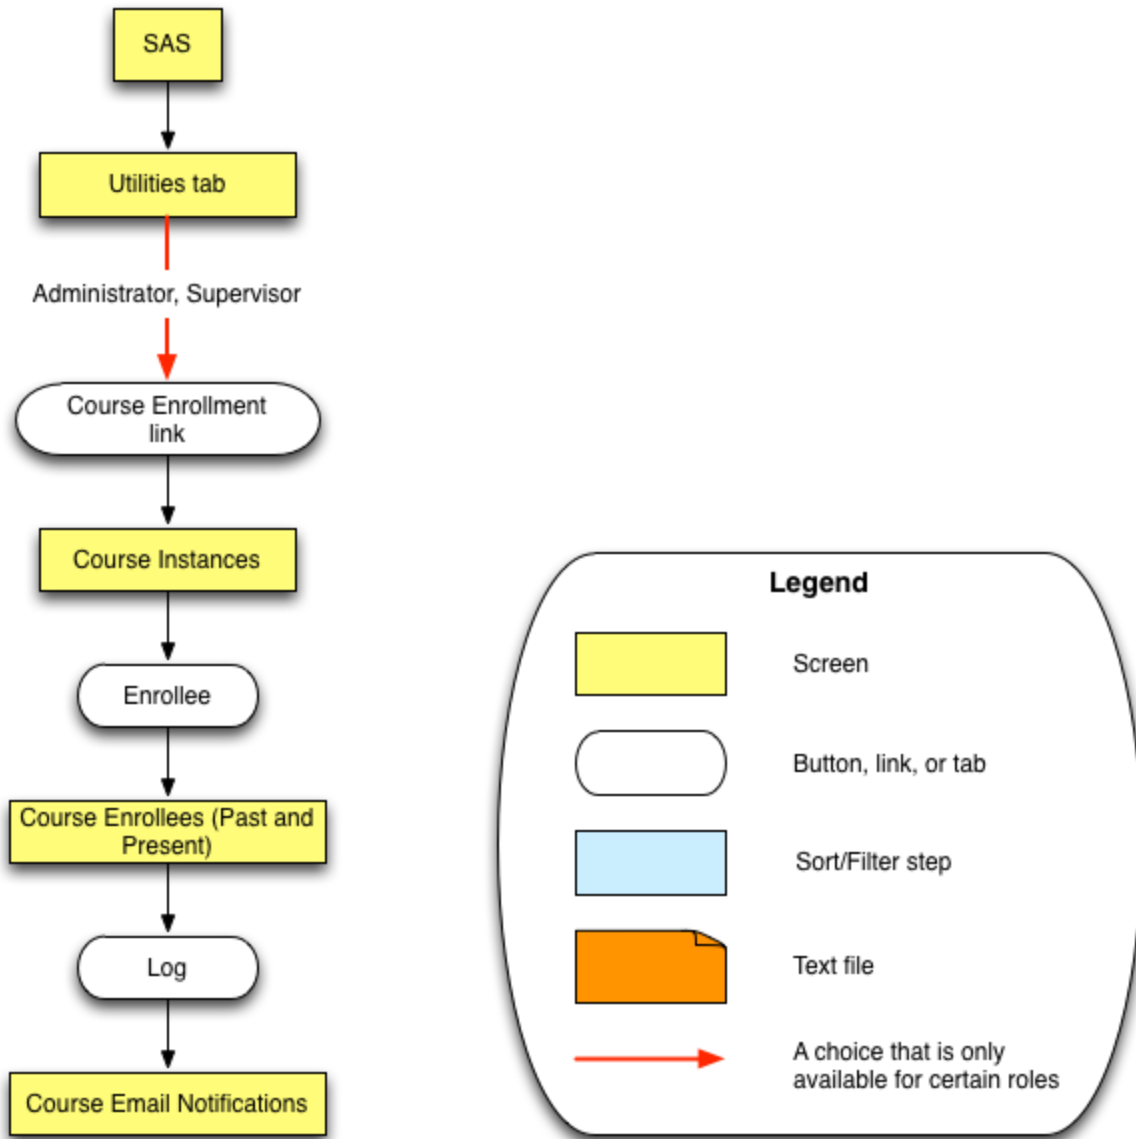 SAS
Utilities tab
Administrator, Supervisor
Course Enrollment
link
Course Instances
Enrollee
Course Enrollees (Past and
Present)
Log
Course Email Notifications
Legend
Screen
Button, link, or tab
Sort/Filter step
Text file
A choice that is only
available for certain roles